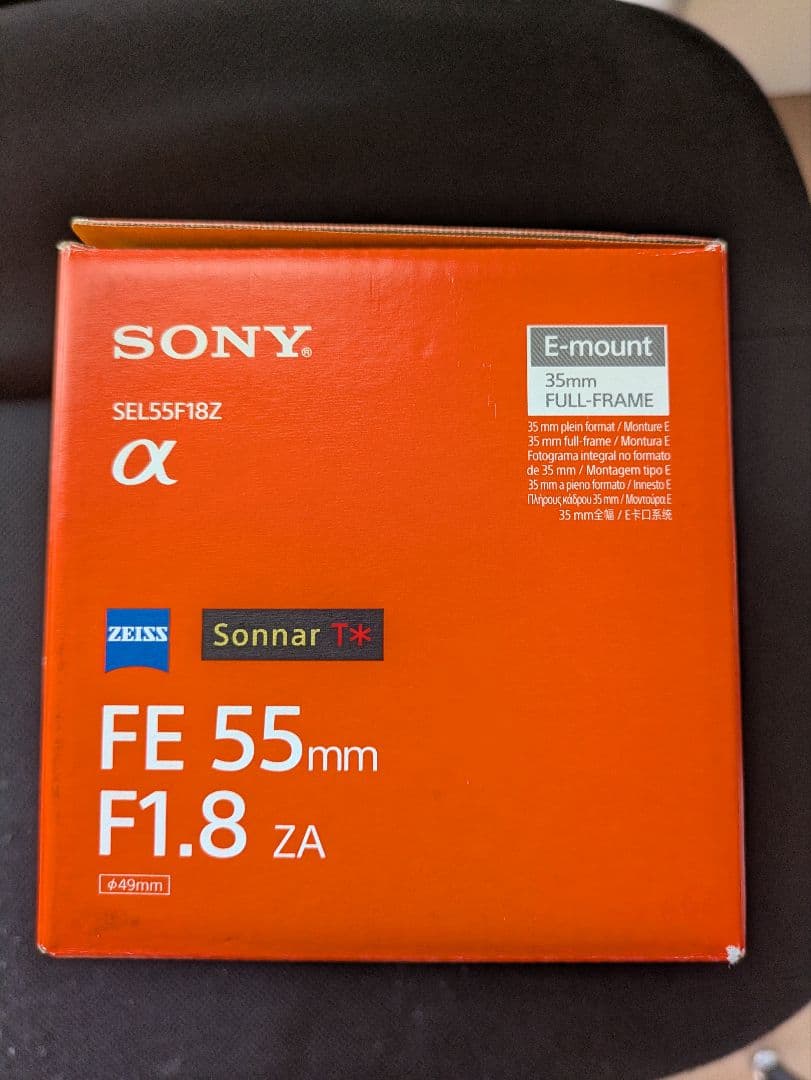 SONY®
SEL55F18Z
α
E-mount
35mm
FULL-FRAME
35 mm plein format / Monture E
35 mm full-frame / Montura E
Fotograma integral no formato
de 35 mm / Montagem tipo E
35 mm a pieno formato / Innesto E
Πλήρους κάδρου 35 mm / Μοντούρα E
35 mm全幅 / E卡口系统
ZEISS
Sonnar T*
FE 55mm
F1.8 ZA
ϕ49mm